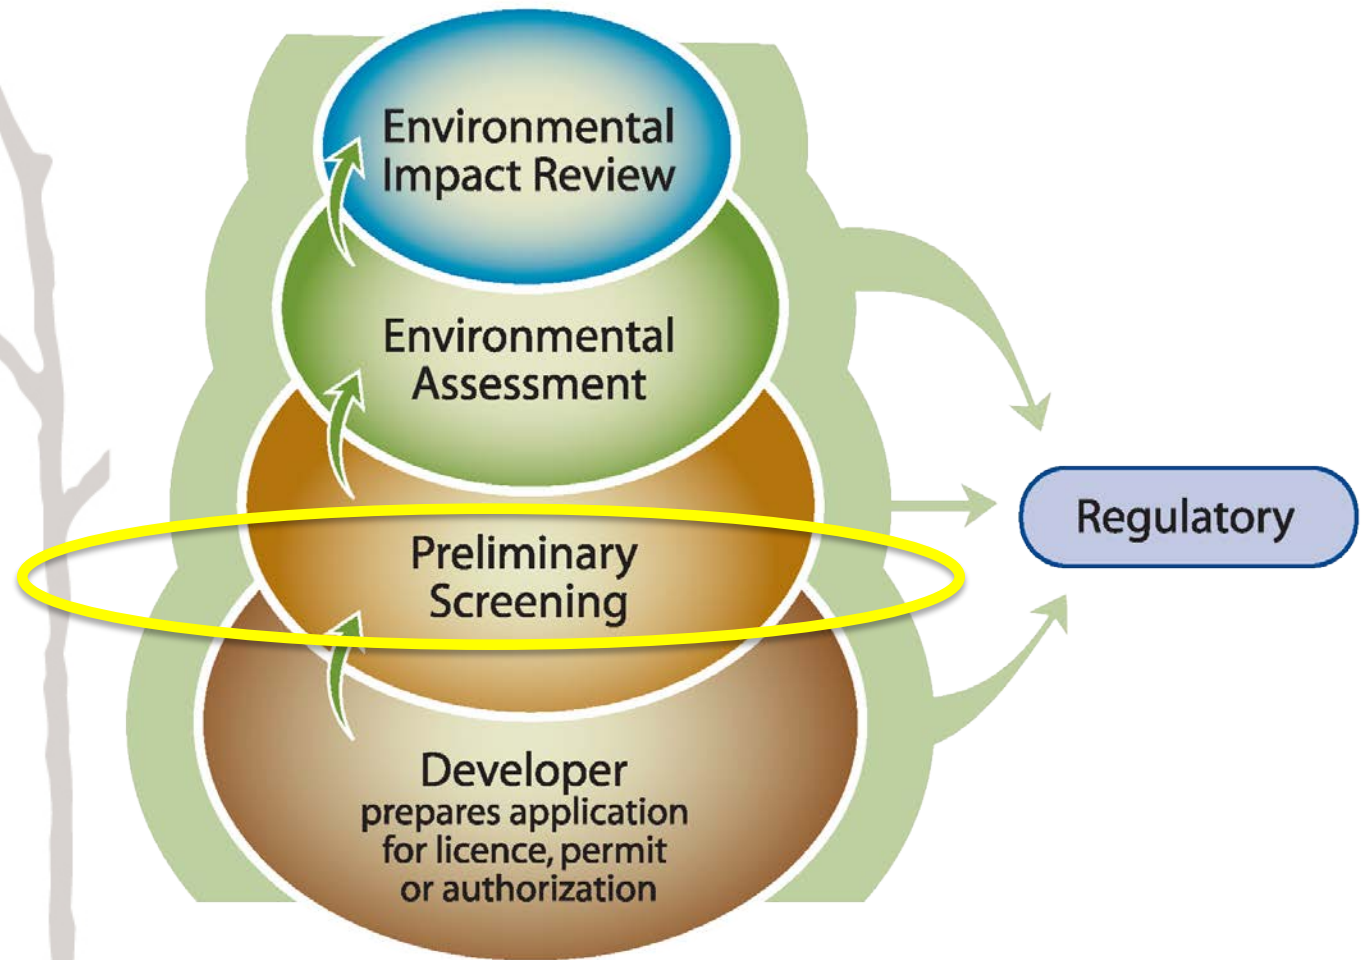 Environmental
Impact Review
Environmental
Assessment
Preliminary
Screening
Developer
prepares application
for licence, permit
or authorization
Regulatory